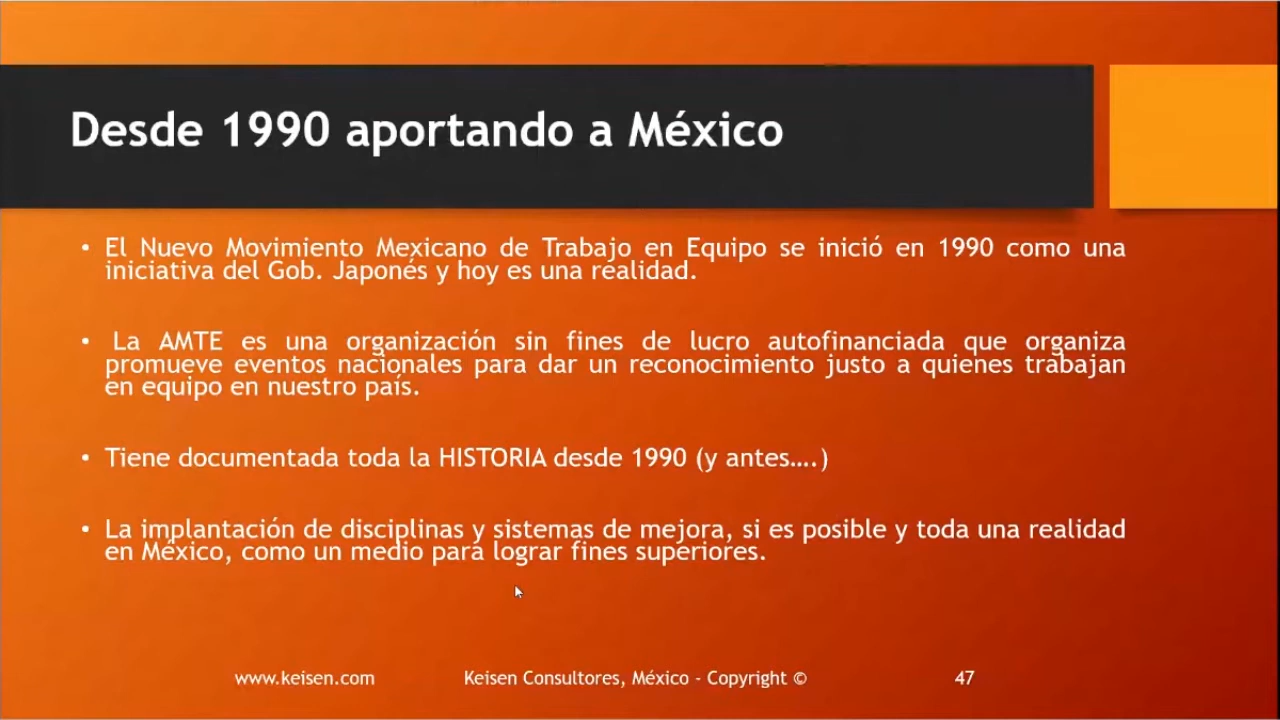 Desde 1990 aportando a México
• El Nuevo Movimiento Mexicano de Trabajo en Equipo se inició en 1990 como una
iniciativa del Gob. Japonés y hoy es una realidad.
• La AMTE es una organización sin fines de lucro autofinanciada que organiza
promueve eventos nacionales para dar un reconocimiento justo a quienes trabajan
en equipo en nuestro país.
• Tiene documentada toda la HISTORIA desde 1990 (y antes….)
• La implantación de disciplinas y sistemas de mejora, si es posible y toda una realidad
en México, como un medio para lograr fines superiores.
www.keisen.com Keisen Consultores, México - Copyright © 47